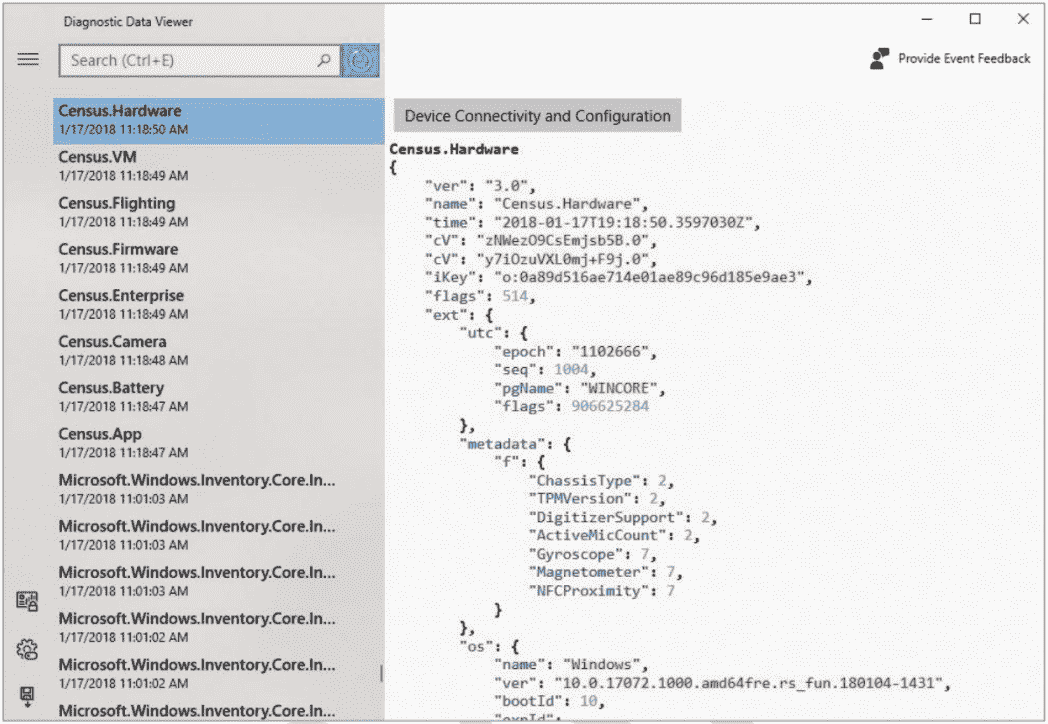 Diagnostic Data Viewer
Search (Ctrl+E)
Provide Event Feedback
Census.Hardware
1/17/2018 11:18:50 AM
Census.VM
1/17/2018 11:18:49 AM
Census.Flighting
1/17/2018 11:18:49 AM
Census.Firmware
1/17/2018 11:18:49 AM
Census.Enterprise
1/17/2018 11:18:49 AM
Census.Camera
1/17/2018 11:18:48 AM
Census.Battery
1/17/2018 11:18:47 AM
Census.App
1/17/2018 11:18:47 AM
Microsoft.Windows.Inventory.Core.In...
1/17/2018 11:01:03 AM
Microsoft.Windows.Inventory.Core.In...
1/17/2018 11:01:03 AM
Microsoft.Windows.Inventory.Core.In...
1/17/2018 11:01:03 AM
Microsoft.Windows.Inventory.Core.In...
1/17/2018 11:01:02 AM
Microsoft.Windows.Inventory.Core.In...
1/17/2018 11:01:02 AM
Microsoft.Windows.Inventory.Core.In...
Device Connectivity and Configuration
Census.Hardware
{
"ver": "3.0",
"name": "Census.Hardware",
"time": "2018-01-17T19:18:50.3597030Z",
"cV": "zNWezO9CsEmjsb5B.0",
"cV": "y7iOzuVXL0mj+F9j.0",
"iKey": "o:0a89d516ae714e01ae89c96d185e9ae3",
"flags": 514,
"ext": {
"utc": {
"epoch": "1102666",
"seq": 1004,
"pgName": "WINCORE",
"flags": 906625284
},
"metadata": {
"f": {
"ChassisType": 2,
"TPMVersion": 2,
"DigitizerSupport": 2,
"ActiveMicCount": 2,
"Gyroscope": 7,
"Magnetometer": 7,
"NFCProximity": 7
}
},
"os": {
"name": "Windows",
"ver": "10.0.17072.1000.amd64fre.rs_fun.180104-1431",
"bootId": 10,